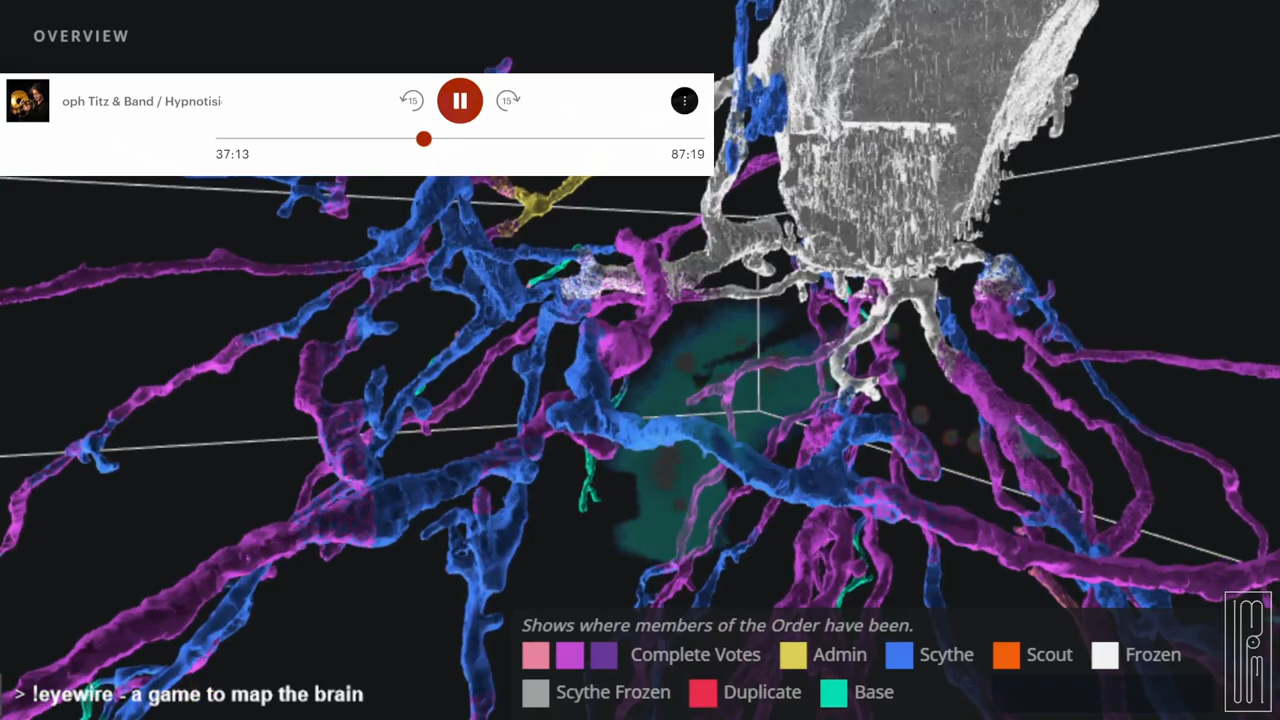 OVERVIEW
oph Titz & Band / Hypnotisi
15
15
37:13
87:19
Shows where members of the Order have been.
Complete Votes
Admin
Scythe
Scout
Frozen
Scythe Frozen
Duplicate
Base
> !eyewire - a game to map the brain